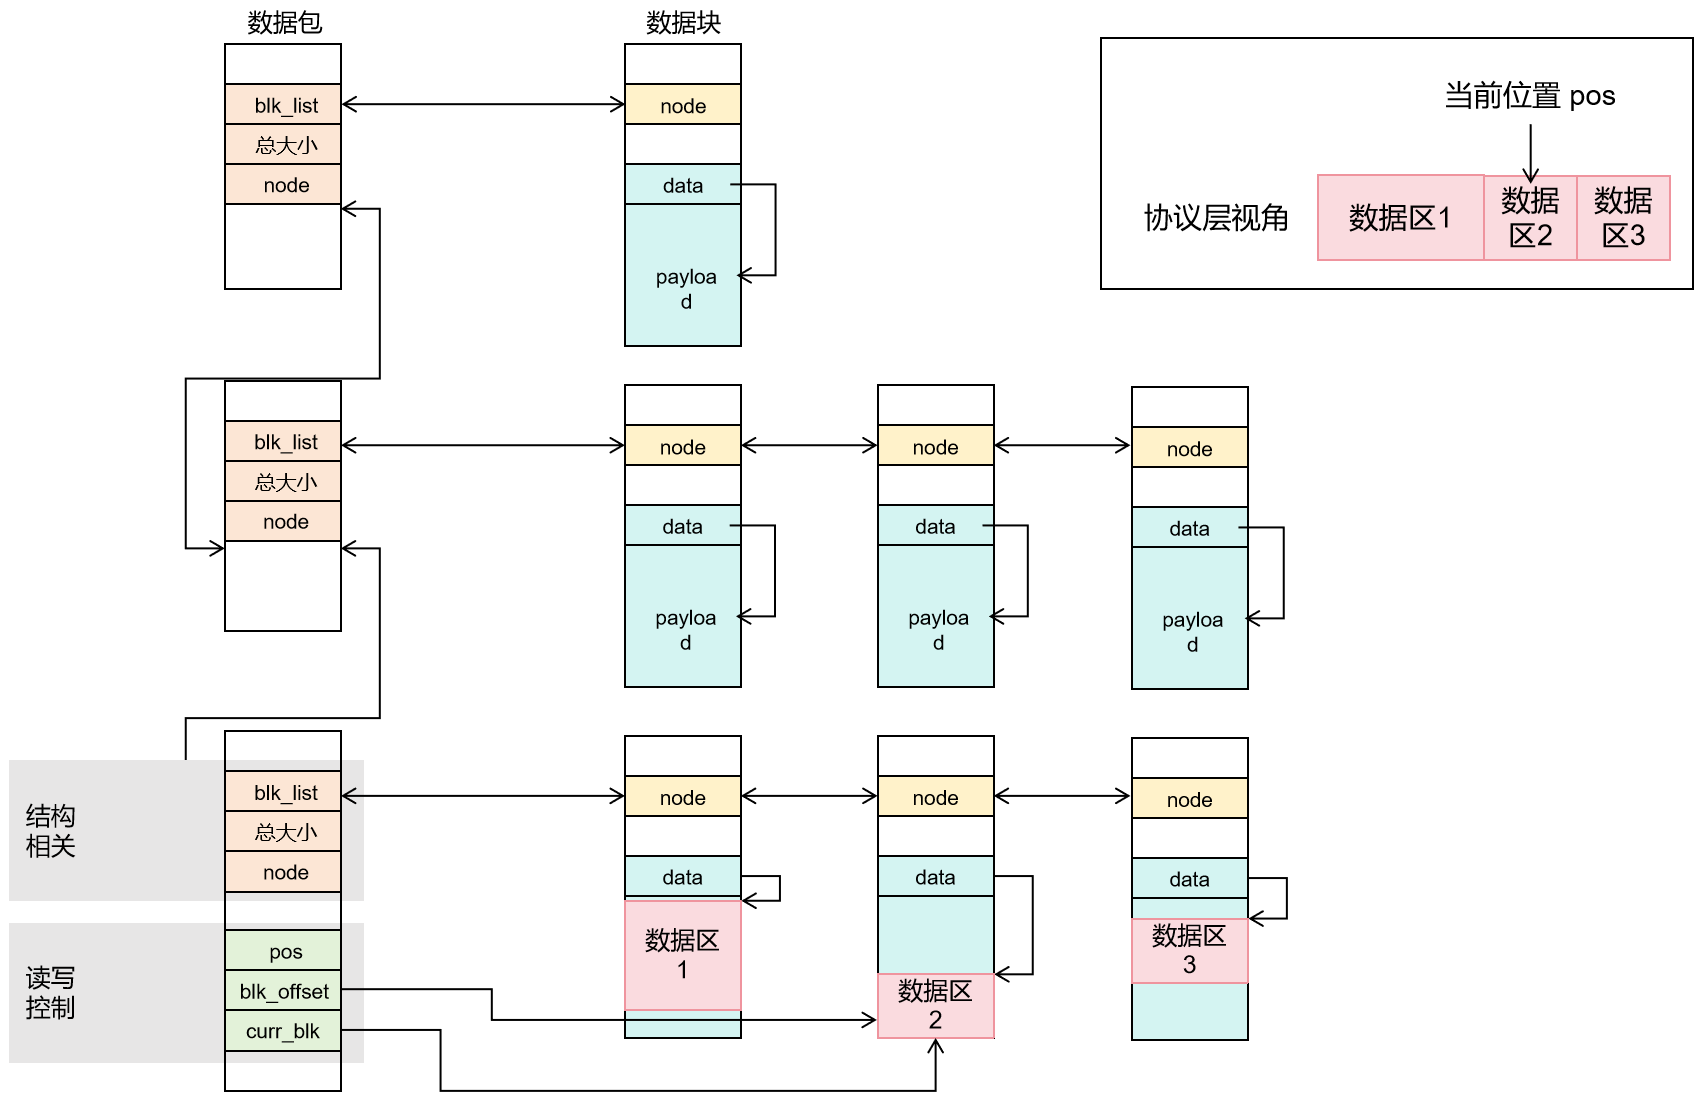 数据包
数据块
blk_list
总大小
node
node
data
payloa
d
当前位置 pos
协议层视角
数据区1
数据
区2
数据
区3
blk_list
总大小
node
node
data
payloa
d
node
data
payloa
d
node
data
payloa
d
结构
相关
blk_list
总大小
node
读写
控制
pos
blk_offset
curr_blk
node
data
数据区
1
node
data
数据区
2
node
data
数据区
3